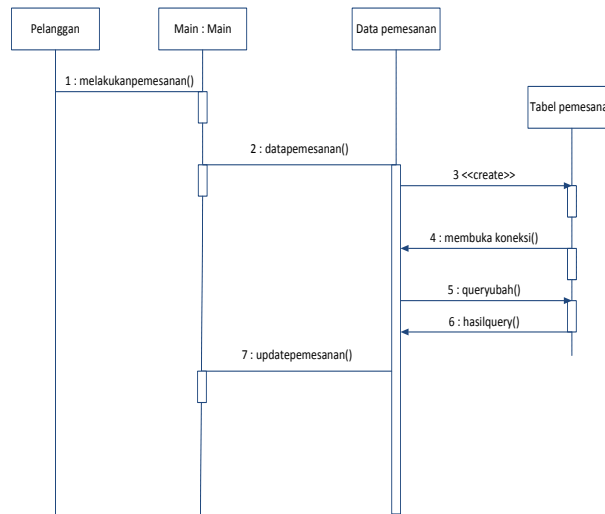 Pelanggan
Main : Main
Data pemesanan
1 : melakukanpemesanan()
Tabel pemesana
2 : datapemesanan()
3 <<create>>
4 : membuka koneksi()
5 : queryubah()
6 : hasilquery()
7 : updatepemesanan()